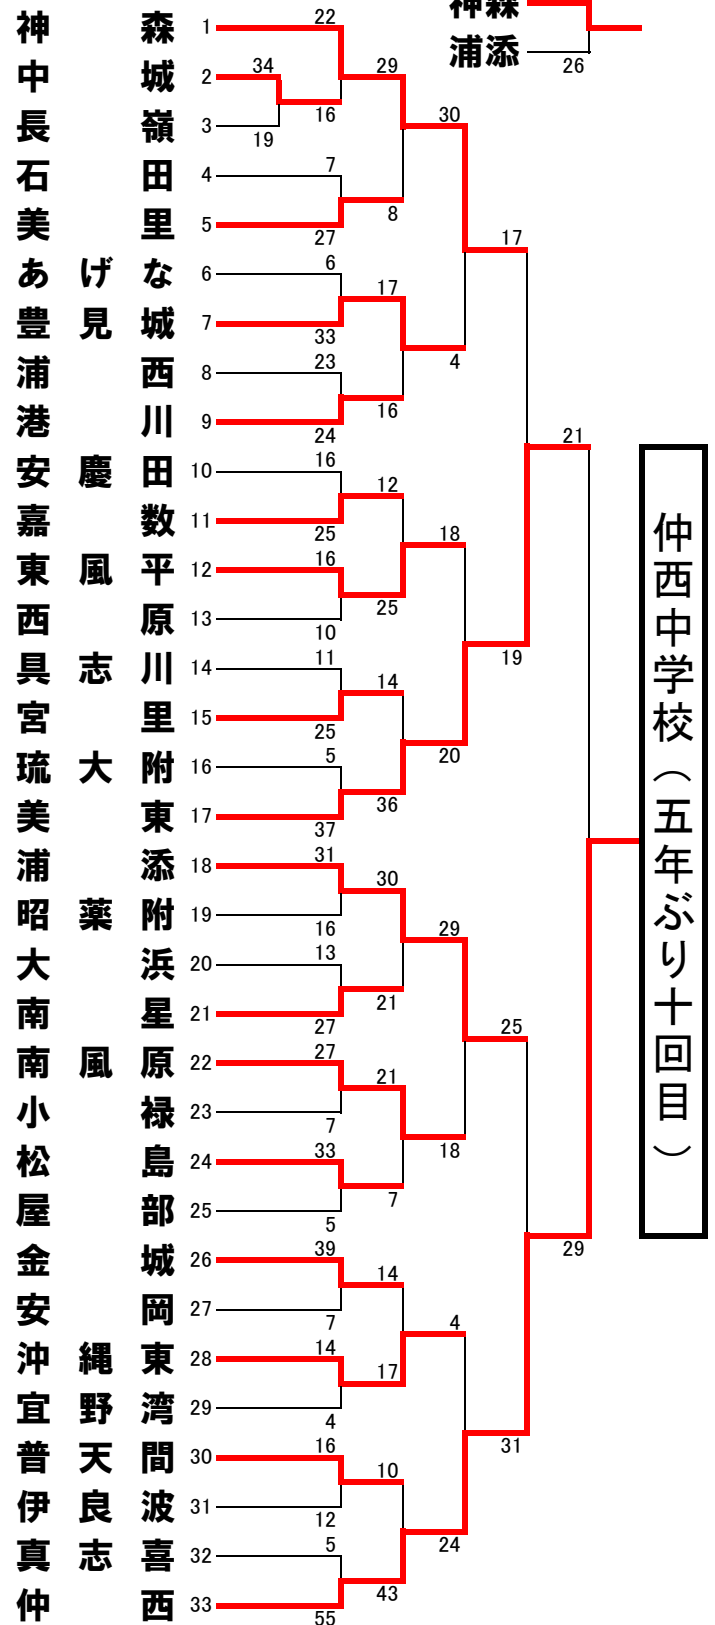 神森
浦添 26
神森 1 22
中城 2 34
16
長嶺 3 19
29
石田 4 7
美里 5 27
8
30
あげな 6 6
豊見城 7 33
17
浦西 8 23
港川 9 24
16
4
17
安慶田 10 16
嘉数 11 25
12
東風平 12 16
西原 13 10
25
18
具志川 14 11
宮里 15 25
14
琉大附 16 5
美東 17 37
36
20
19
21
浦添 18 31
昭薬附 19 16
30
大浜 20 13
南星 21 27
21
29
南風原 22 27
小禄 23 7
21
松島 24 33
屋部 25 5
7
18
25
金城 26 39
安岡 27 7
14
沖縄東 28 14
宜野湾 29 4
17
4
普天間 30 16
伊良波 31 12
10
真志喜 32 5
仲西 33 55
43
24
31
29
仲西中学校（五年ぶり十回目）